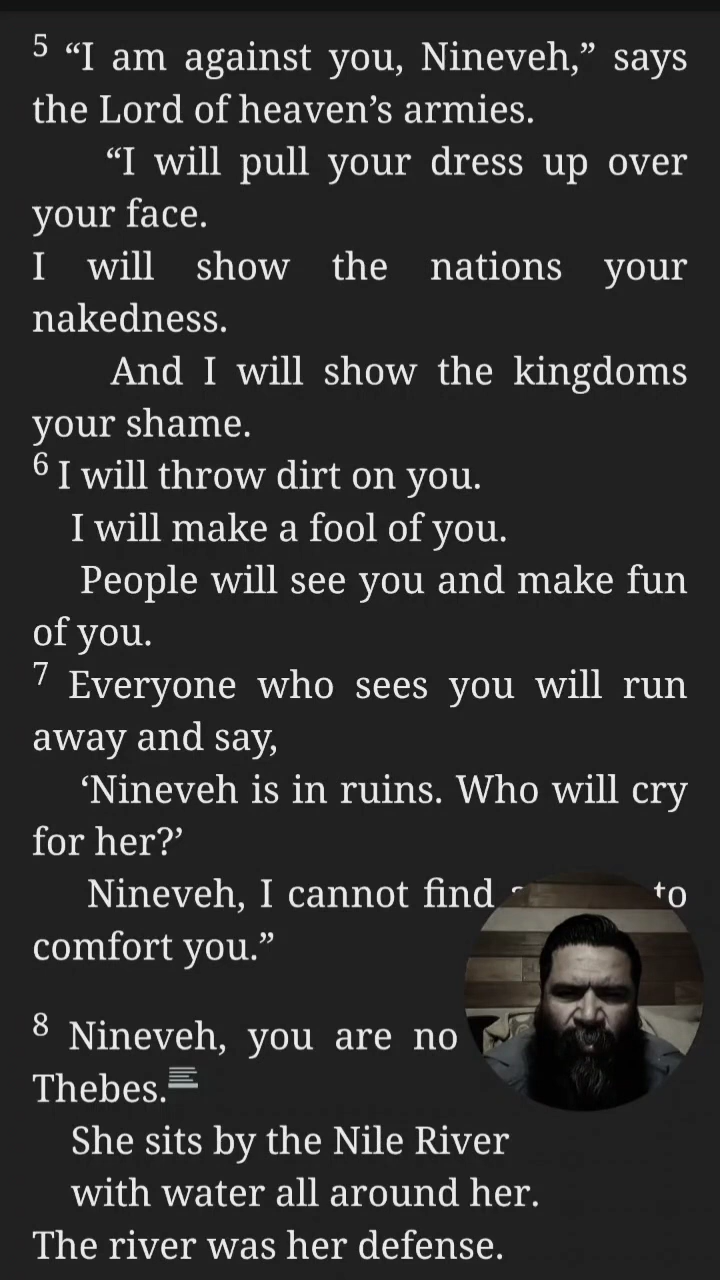 5 “I am against you, Nineveh,” says
the Lord of heaven’s armies.
“I will pull your dress up over
your face.
I will show the nations your
nakedness.
And I will show the kingdoms
your shame.
6 I will throw dirt on you.
I will make a fool of you.
People will see you and make fun
of you.
7 Everyone who sees you will run
away and say,
‘Nineveh is in ruins. Who will cry
for her?’
Nineveh, I cannot find to
comfort you.”
8 Nineveh, you are no
Thebes.
She sits by the Nile River
with water all around her.
The river was her defense.